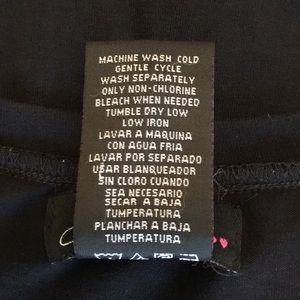 MACHINE WASH COLD
GENTLE CYCLE
WASH SEPARATELY
ONLY NON-CHLORINE
BLEACH WHEN NEEDED
TUMBLE DRY LOW
LOW IRON
LAVAR A MAQUINA
CON AGUA FRIA
LAVAR POR SEPARADO
USAR BLANQUEADOR
SIN CLORO CUANDO
SEA NECESARIO
SECAR A BAJA
TUMPERATURA
PLANCHAR A BAJA
TUMPERATURA